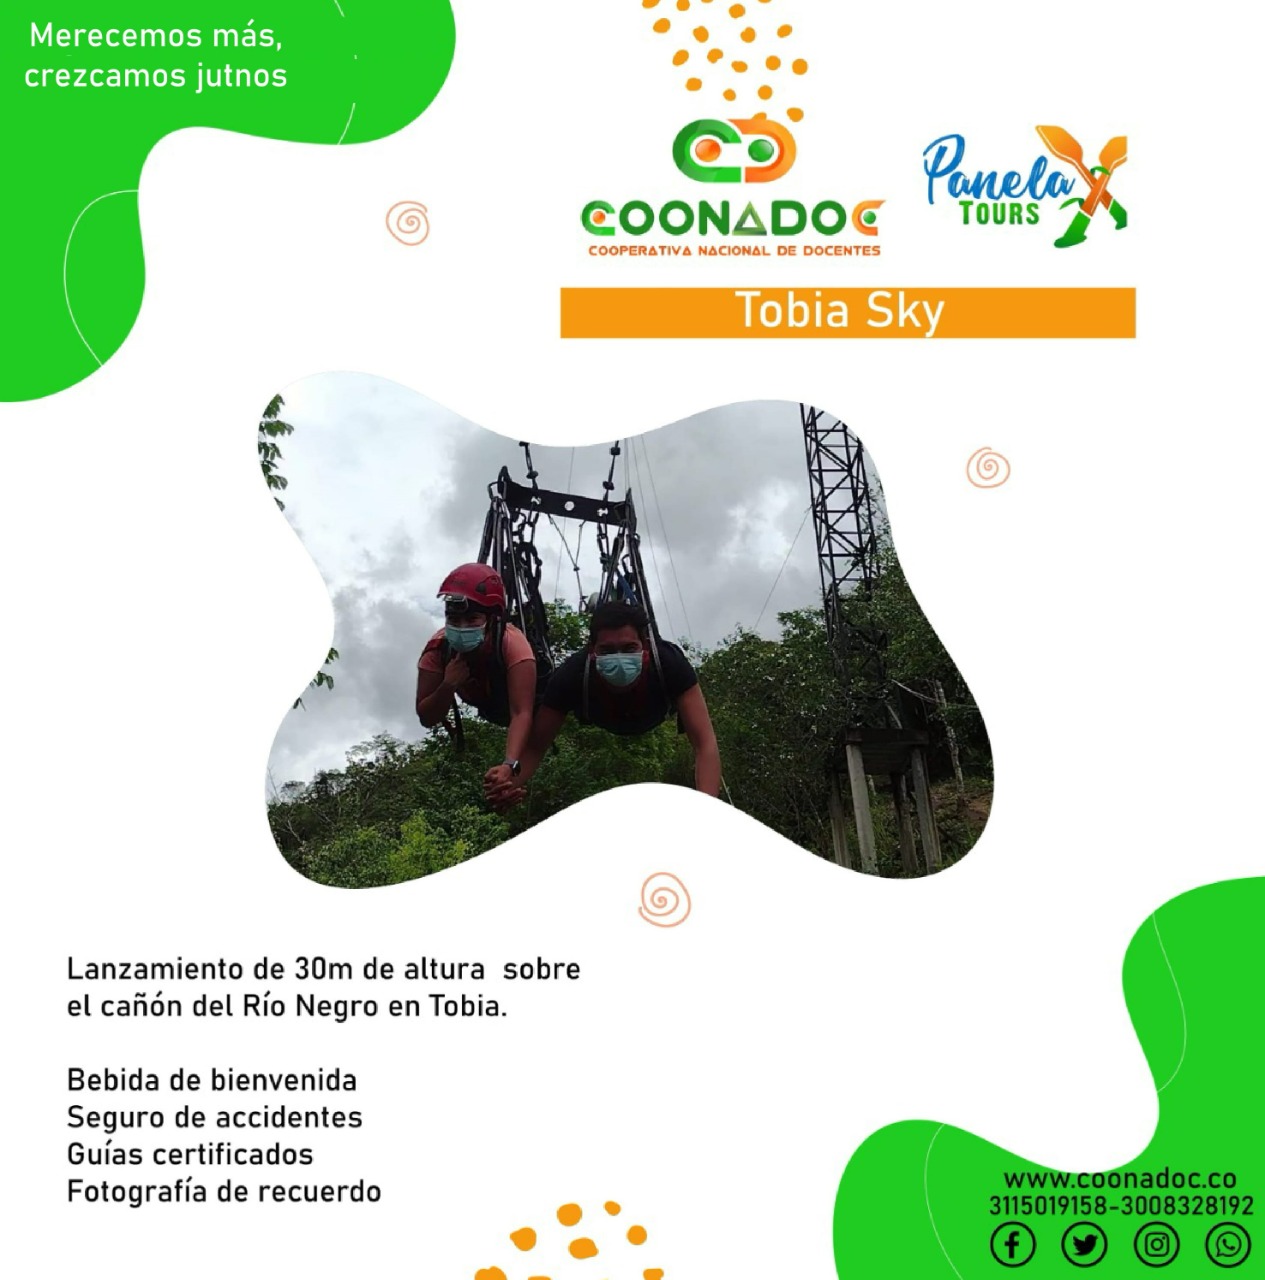 Merecemos más,
crezcamos jutnos
COONADOC
COOPERATIVA NACIONAL DE DOCENTES
Panela
TOURS
Tobia Sky
Lanzamiento de 30m de altura sobre
el cañón del Río Negro en Tobia.
Bebida de bienvenida
Seguro de accidentes
Guías certificados
Fotografía de recuerdo
www.coonadoc.co
3115019158-3008328192